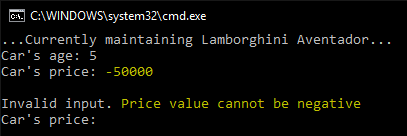 C:\WINDOWS\system32\cmd.exe
...Currently maintaining Lamborghini Aventador...
Car's age: 5
Car's price: -50000
Invalid input. Price value cannot be negative
Car's price: